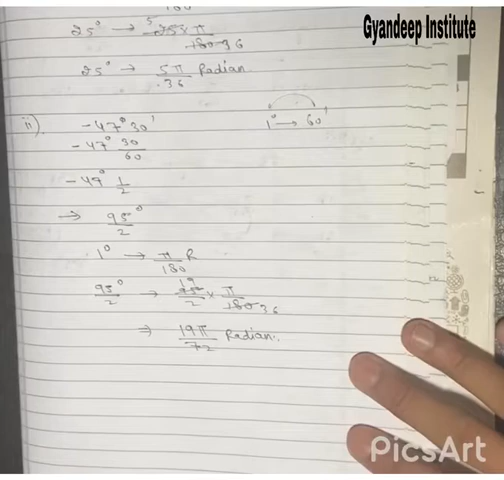 Gyandeep Institute
25° → 5 25 × π / 180 36
25° → 5π / 36 Radian
ii) -47° 30' 1° → 60'
-47° 30/60
-47° 1/2
⇒ 95°/2
1° → π/180 R
95°/2 → 19 95/2 × π / 180 36
⇒ 19π/72 Radian.
PicsArt